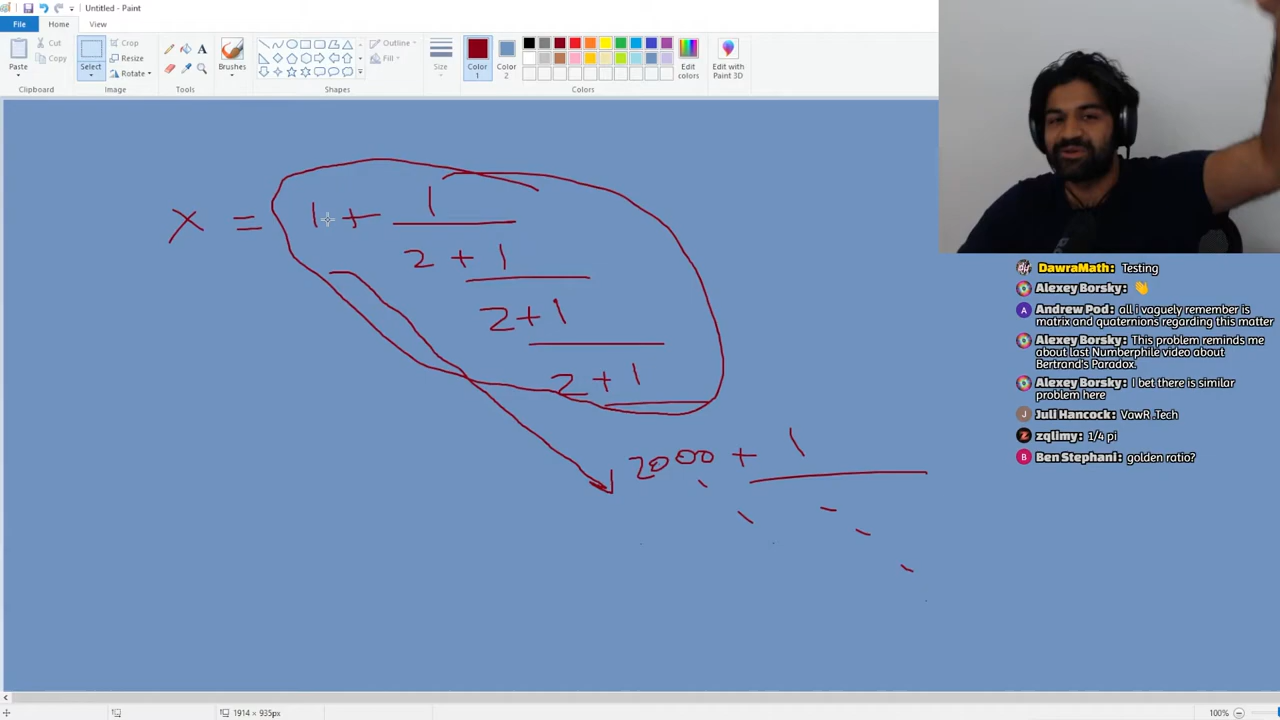 Untitled - Paint
File
Home
View
Paste
Cut
Copy
Clipboard
Select
Crop
Resize
Rotate
Image
Tools
Brushes
Shapes
Outline
Fill
Size
Color 1
Color 2
Colors
Edit colors
Edit with Paint 3D
x = 1 + 1
2 + 1
2 + 1
2 + 1
2000 + 1
DawraMath: Testing
Alexey Borsky: 👋
Andrew Pod: all i vaguely remember is
matrix and quaternions regarding this matter
Alexey Borsky: This problem reminds me
about last Numberphile video about
Bertrand's Paradox.
Alexey Borsky: I bet there is similar
problem here
Juli Hancock: VawR .Tech
zqlimy: 1/4 pi
Ben Stephani: golden ratio?
1914 × 935px
100%